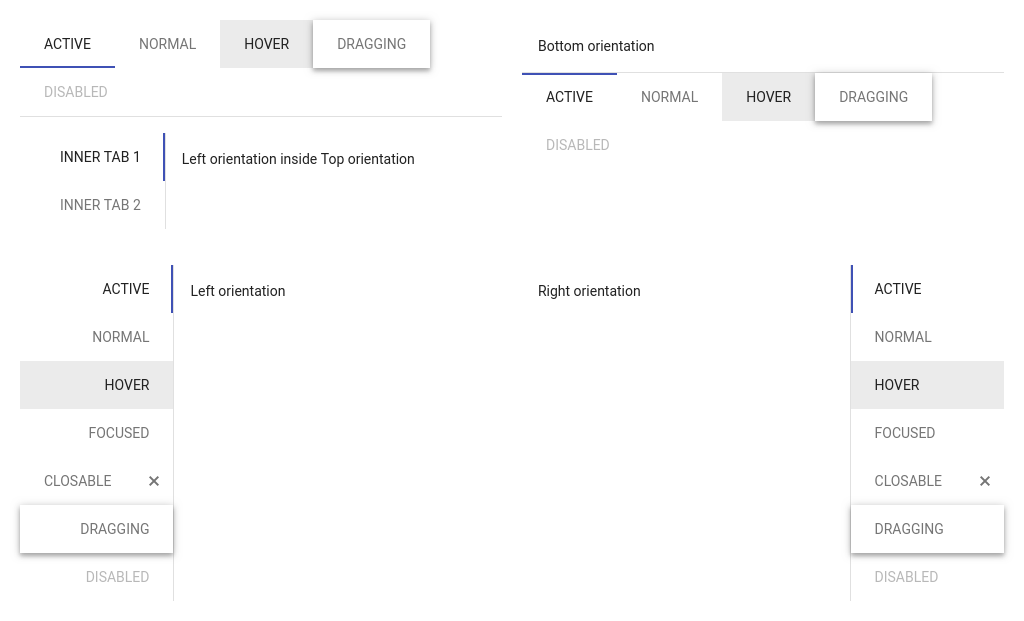 ACTIVE NORMAL HOVER DRAGGING
DISABLED
INNER TAB 1
INNER TAB 2
Left orientation inside Top orientation
Bottom orientation
ACTIVE NORMAL HOVER DRAGGING
DISABLED
ACTIVE
NORMAL
HOVER
FOCUSED
CLOSABLE
DRAGGING
DISABLED
Left orientation
Right orientation
ACTIVE
NORMAL
HOVER
FOCUSED
CLOSABLE
DRAGGING
DISABLED